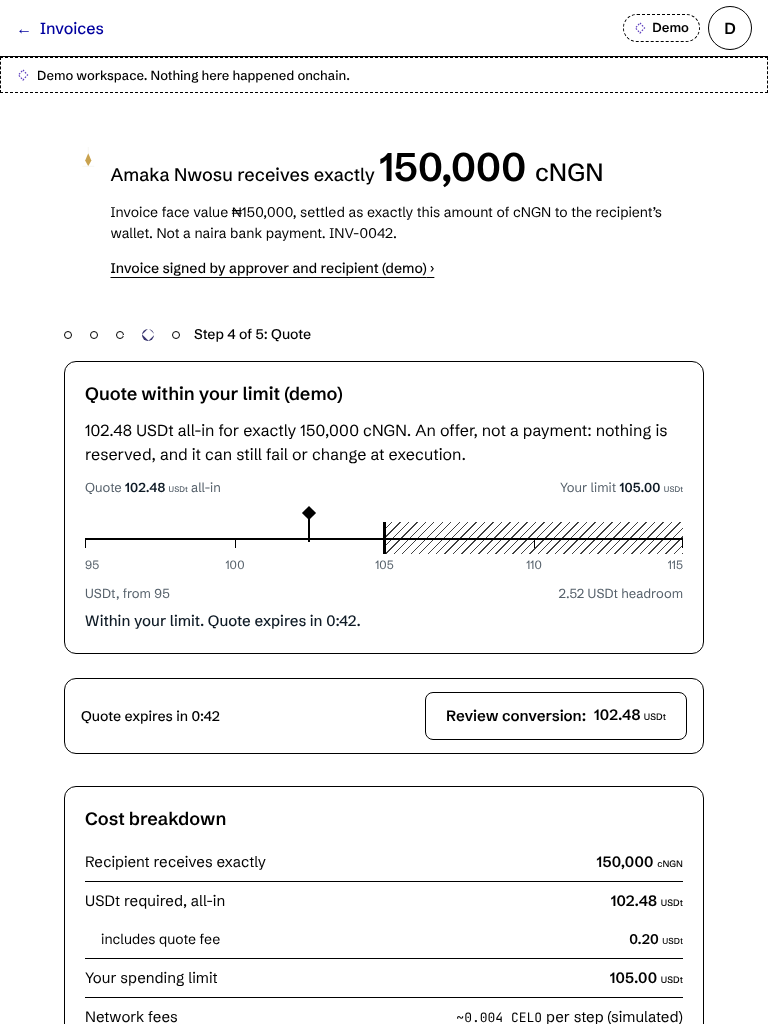 ← Invoices
Demo
D
Demo workspace. Nothing here happened onchain.
Amaka Nwosu receives exactly 150,000 cNGN
Invoice face value ₦150,000, settled as exactly this amount of cNGN to the recipient’s
wallet. Not a naira bank payment. INV-0042.
Invoice signed by approver and recipient (demo) ›
Step 4 of 5: Quote
Quote within your limit (demo)
102.48 USDt all-in for exactly 150,000 cNGN. An offer, not a payment: nothing is
reserved, and it can still fail or change at execution.
Quote 102.48 USDt all-in
Your limit 105.00 USDt
95 100 105 110 115
USDt, from 95
2.52 USDt headroom
Within your limit. Quote expires in 0:42.
Quote expires in 0:42
Review conversion: 102.48 USDt
Cost breakdown
Recipient receives exactly 150,000 cNGN
USDt required, all-in 102.48 USDt
includes quote fee 0.20 USDt
Your spending limit 105.00 USDt
Network fees ~0.004 CELO per step (simulated)